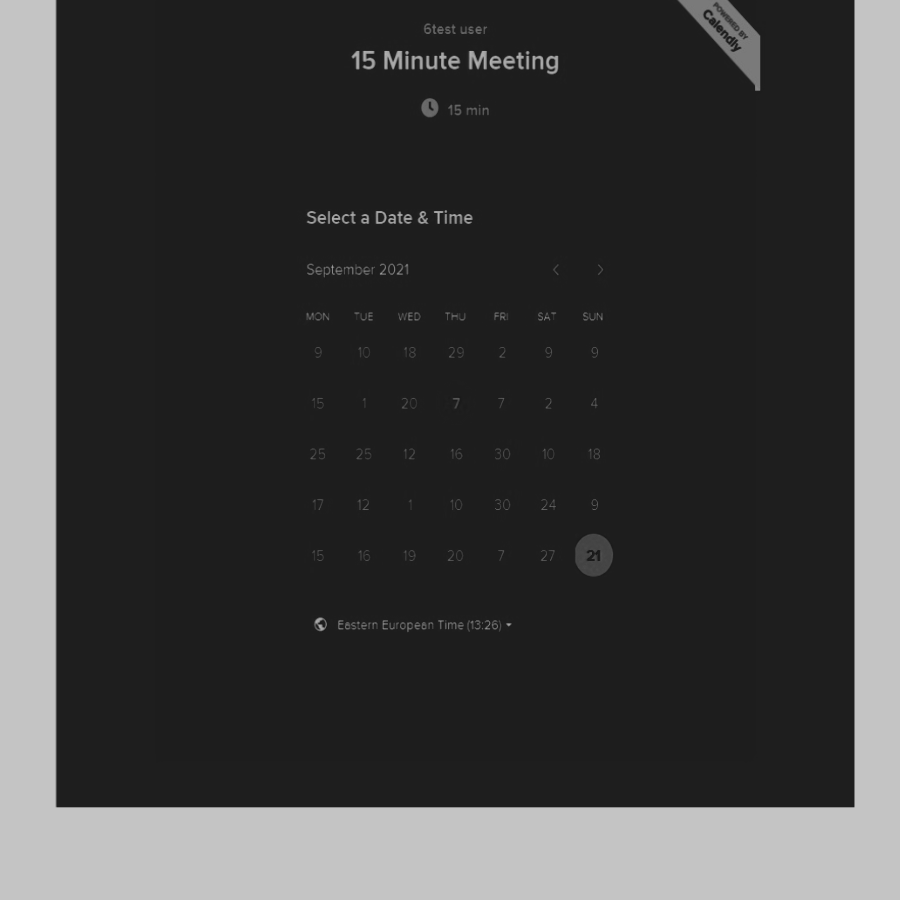 6test user
POWERED BY
Calendly
15 Minute Meeting
15 min
Select a Date & Time
September 2021
MON TUE WED THU FRI SAT SUN
9 10 18 29 2 9 9
15 1 20 7 7 2 4
25 25 12 16 30 10 18
17 12 1 10 30 24 9
15 16 19 20 7 27 21
Eastern European Time (13:26)